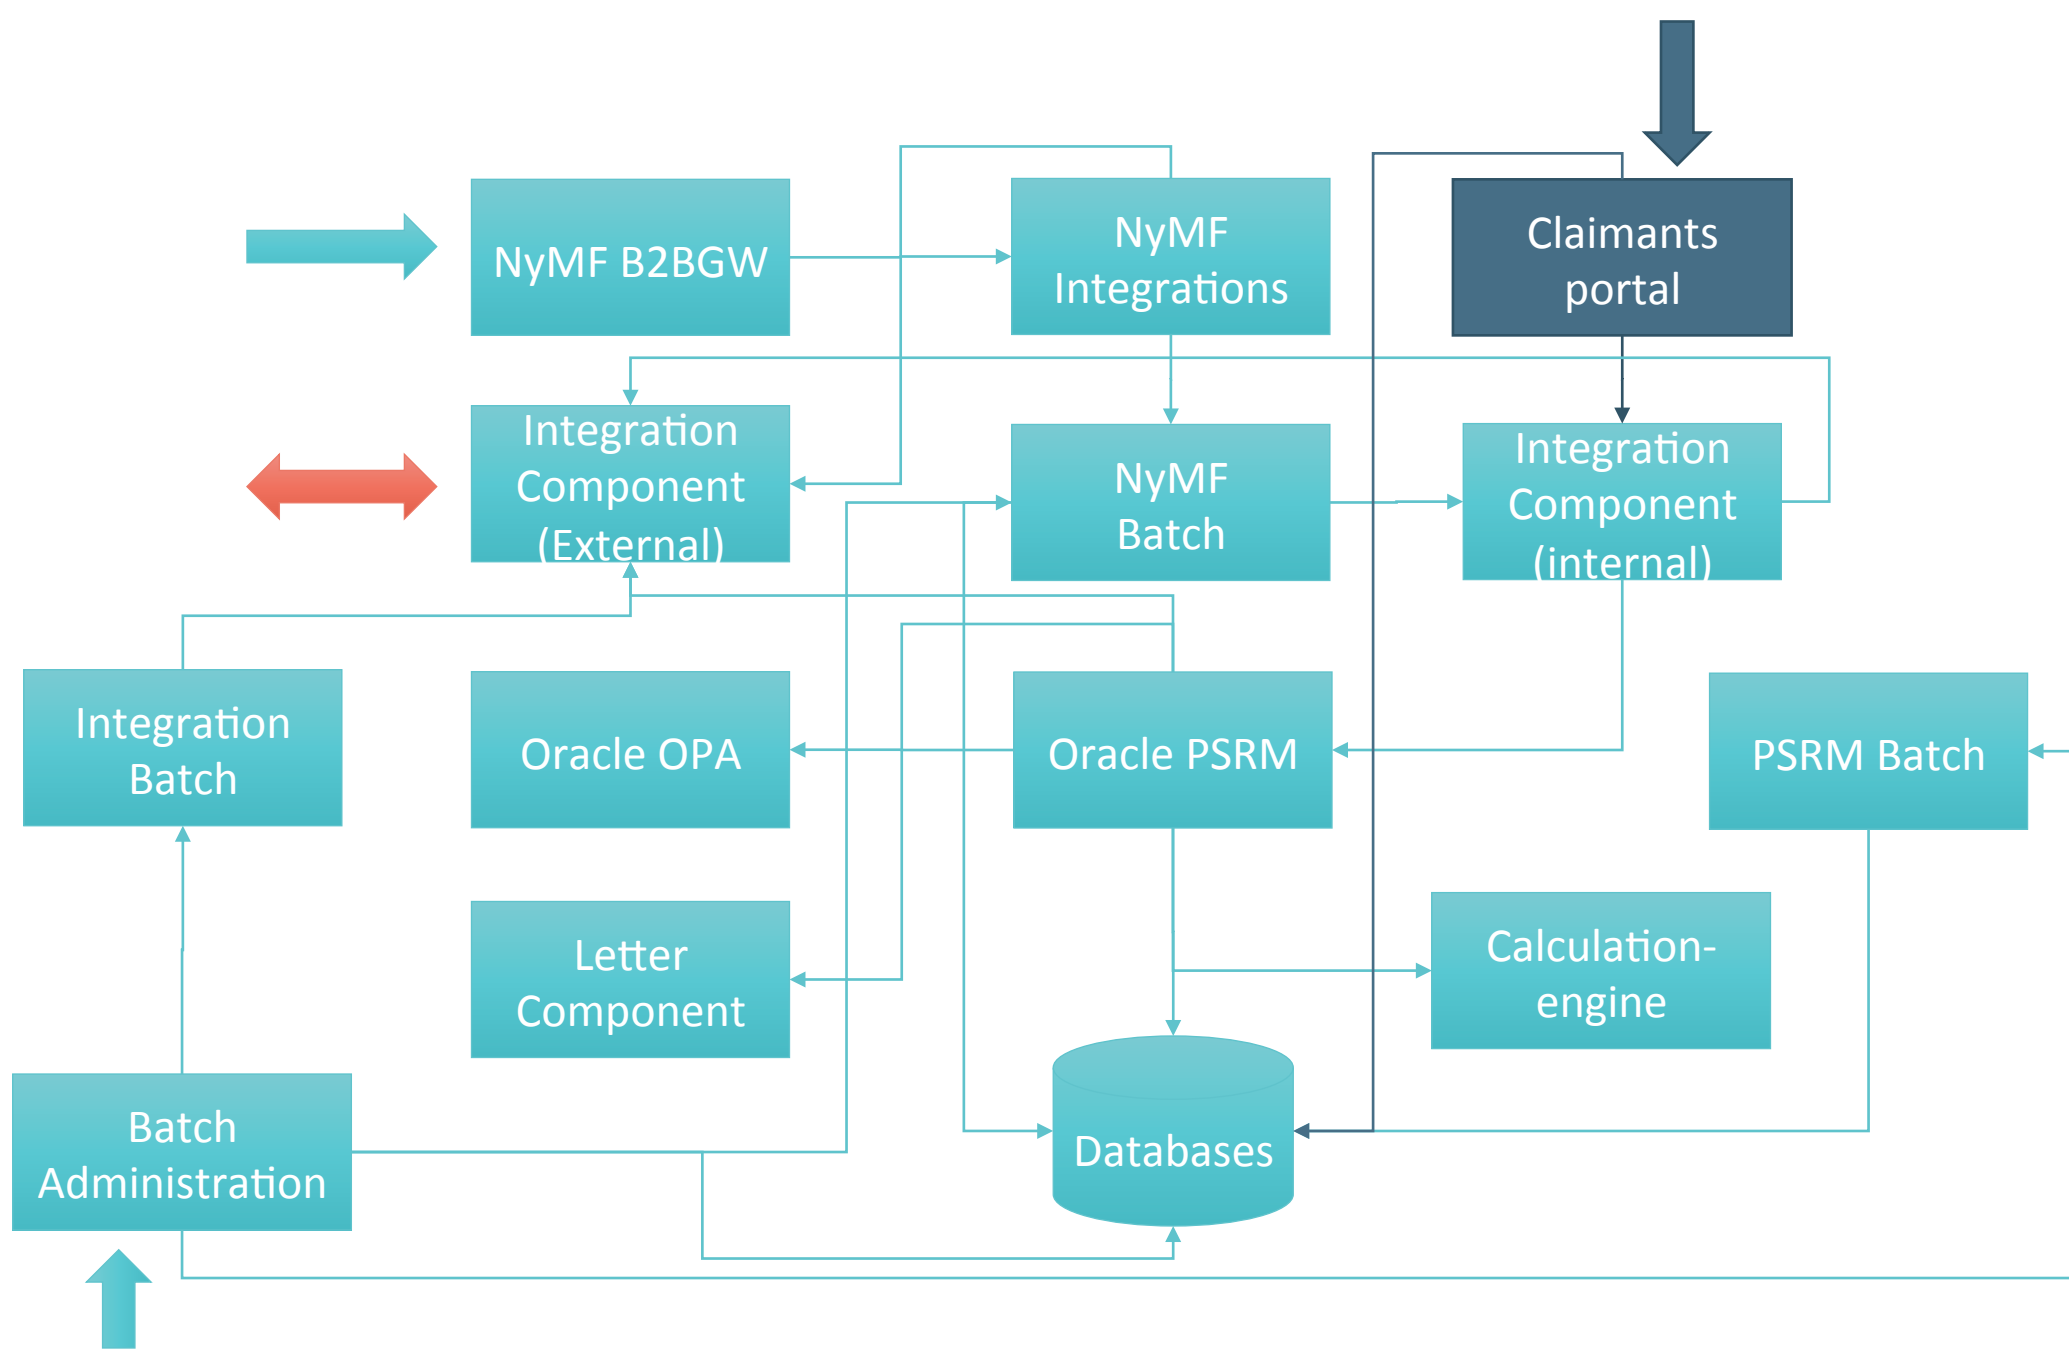 NyMF B2BGW
NyMF
Integrations
Claimants
portal
Integration
Component
(External)
NyMF
Batch
Integration
Component
(internal)
Integration
Batch
Oracle OPA
Oracle PSRM
PSRM Batch
Letter
Component
Calculation-
engine
Batch
Administration
Databases